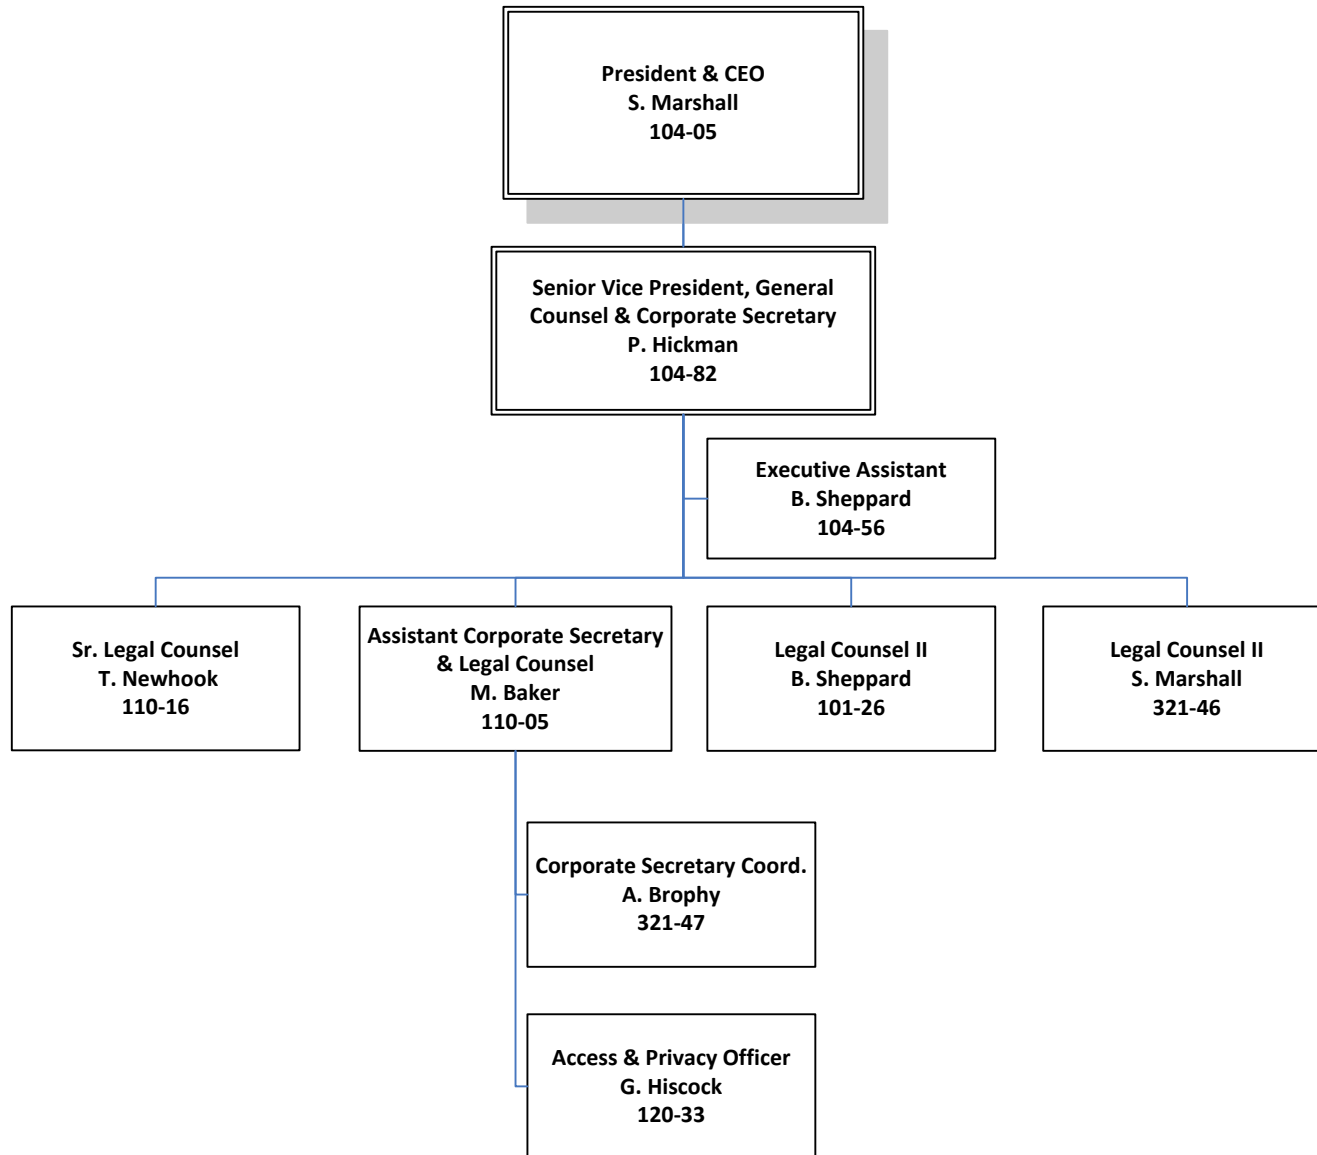 President & CEO
S. Marshall
104-05
Senior Vice President, General
Counsel & Corporate Secretary
P. Hickman
104-82
Executive Assistant
B. Sheppard
104-56
Sr. Legal Counsel
T. Newhook
110-16
Assistant Corporate Secretary
& Legal Counsel
M. Baker
110-05
Legal Counsel II
B. Sheppard
101-26
Legal Counsel II
S. Marshall
321-46
Corporate Secretary Coord.
A. Brophy
321-47
Access & Privacy Officer
G. Hiscock
120-33